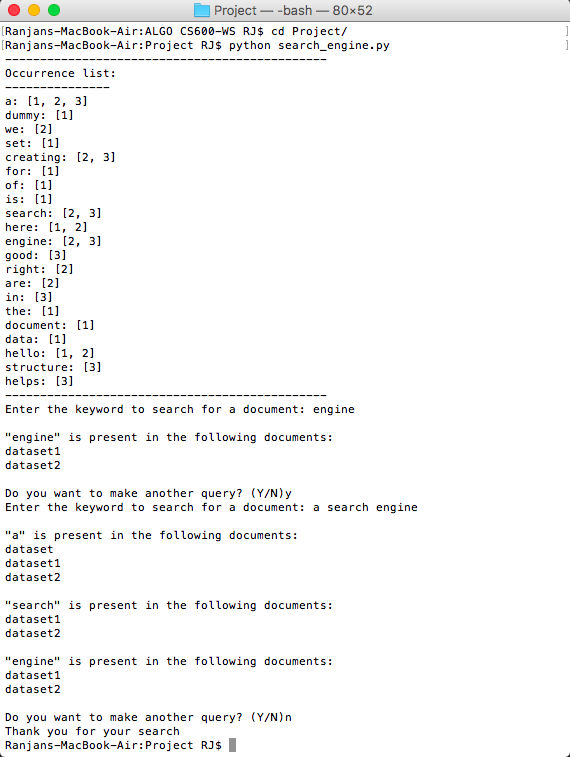 Project — -bash — 80×52
[Ranjans-MacBook-Air:ALGO CS600-WS RJ$ cd Project/ ]
[Ranjans-MacBook-Air:Project RJ$ python search_engine.py ]
----------------------------------------------
Occurrence list:
---------------
a: [1, 2, 3]
dummy: [1]
we: [2]
set: [1]
creating: [2, 3]
for: [1]
of: [1]
is: [1]
search: [2, 3]
here: [1, 2]
engine: [2, 3]
good: [3]
right: [2]
are: [2]
in: [3]
the: [1]
document: [1]
data: [1]
hello: [1, 2]
structure: [3]
helps: [3]
----------------------------------------------
Enter the keyword to search for a document: engine
"engine" is present in the following documents:
dataset1
dataset2
Do you want to make another query? (Y/N)y
Enter the keyword to search for a document: a search engine
"a" is present in the following documents:
dataset
dataset1
dataset2
"search" is present in the following documents:
dataset1
dataset2
"engine" is present in the following documents:
dataset1
dataset2
Do you want to make another query? (Y/N)n
Thank you for your search
Ranjans-MacBook-Air:Project RJ$